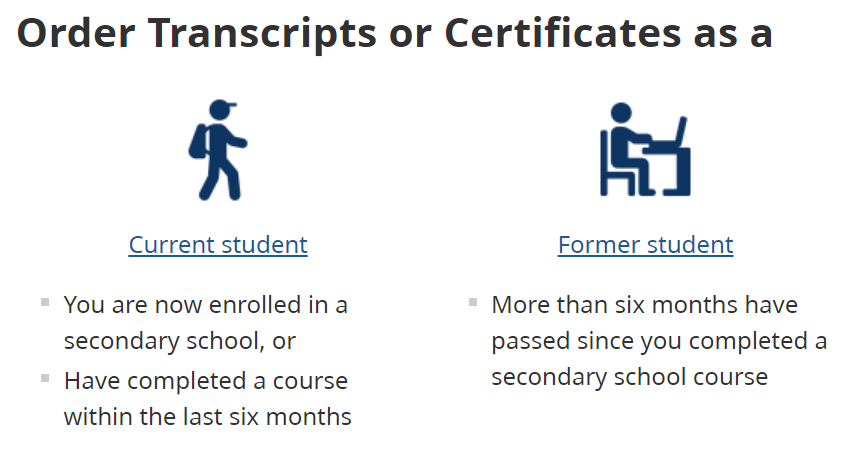 Order Transcripts or Certificates as a
Current student
You are now enrolled in a
secondary school, or
Have completed a course
within the last six months
Former student
More than six months have
passed since you completed a
secondary school course